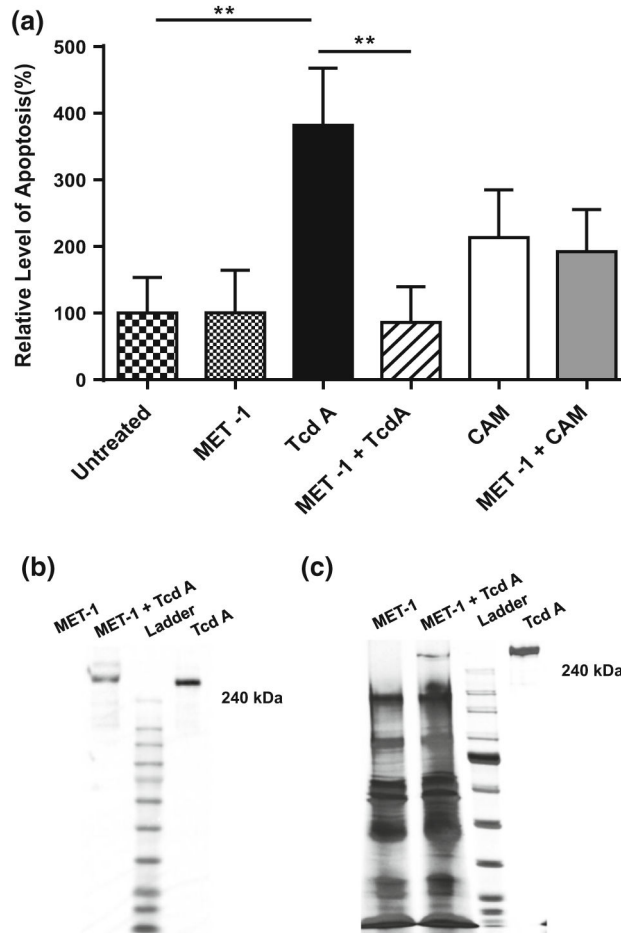 (a)
**
**
Relative Level of Apoptosis(%)
500
400
300
200
100
0
Untreated
MET -1
Tcd A
MET -1 + TcdA
CAM
MET -1 + CAM
(b)
MET-1
MET-1 + Tcd A
Ladder
Tcd A
240 kDa
(c)
MET-1
MET-1 + Tcd A
Ladder
Tcd A
240 kDa